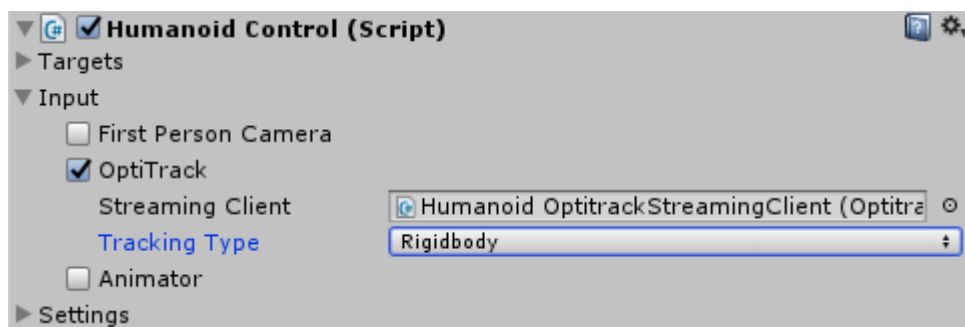 Humanoid Control (Script)
Targets
Input
First Person Camera
OptiTrack
Streaming Client Humanoid OptitrackStreamingClient (Optitra
Tracking Type Rigidbody
Animator
Settings